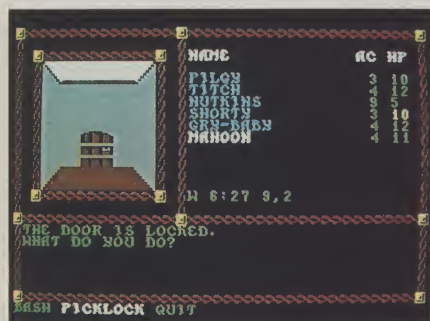 NAME AC HP
PILGY 3 10
TITCH 4 12
NUTKINS 9 5
SHORTY 3 10
GRY-BABY 4 12
MAHOON 4 11
W 6:27 9,2
THE DOOR IS LOCKED.
WHAT DO YOU DO?
BASH PICKLOCK QUIT